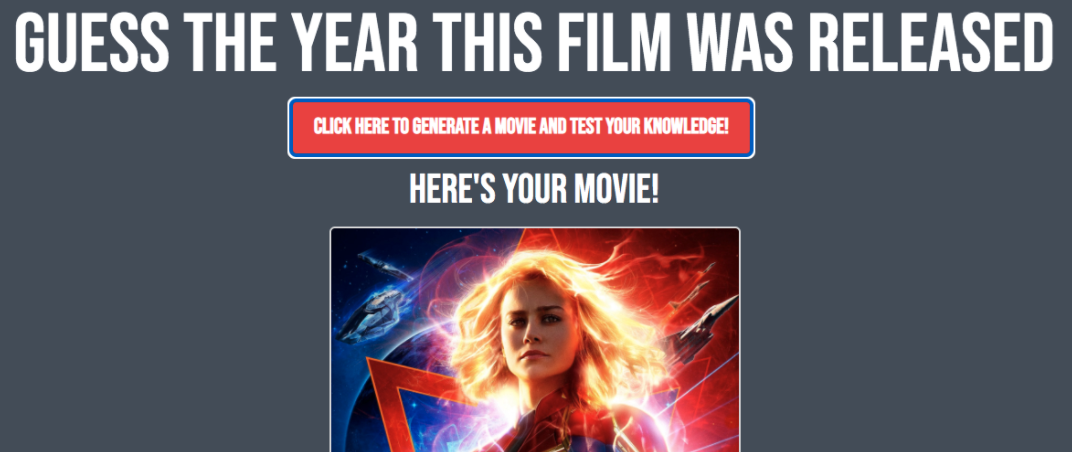 GUESS THE YEAR THIS FILM WAS RELEASED
CLICK HERE TO GENERATE A MOVIE AND TEST YOUR KNOWLEDGE!
HERE'S YOUR MOVIE!